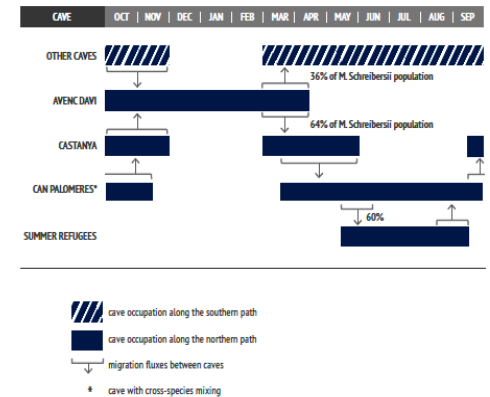 CAVE OCT | NOV | DEC | JAN | FEB | MAR | APR | MAY | JUN | JUL | AUG | SEP
OTHER CAVES
36% of M. Schreibersii population
AVENC DAVI
64% of M. Schreibersii population
CASTANYA
CAN PALOMERES*
60%
SUMMER REFUGEES
cave occupation along the southern path
cave occupation along the northern path
migration fluxes between caves
* cave with cross-species mixing